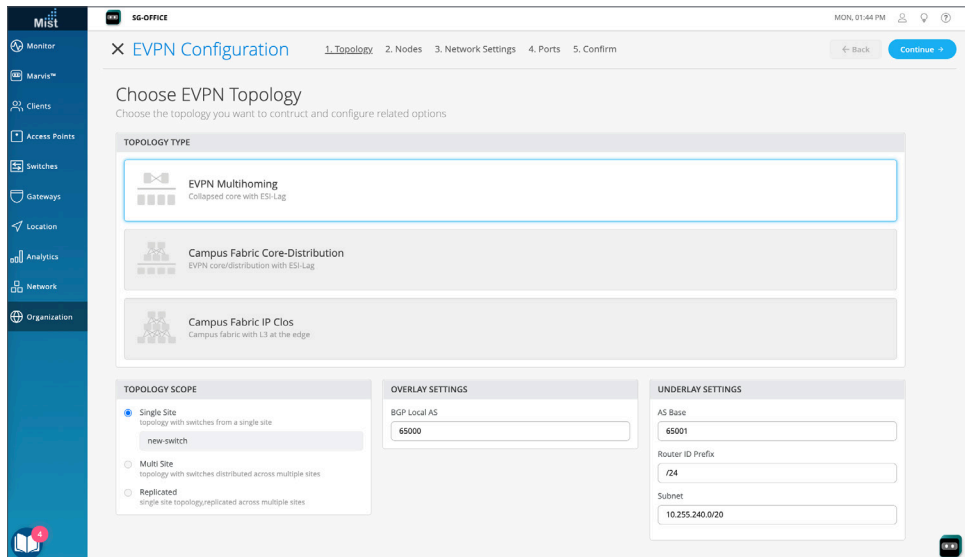 Mist
SG-OFFICE
MON, 01:44 PM
EVPN Configuration
1. Topology 2. Nodes 3. Network Settings 4. Ports 5. Confirm
← Back
Continue →
Monitor
Marvis™
Clients
Access Points
Switches
Gateways
Location
Analytics
Network
Organization
4
Choose EVPN Topology
Choose the topology you want to contruct and configure related options
TOPOLOGY TYPE
EVPN Multihoming
Collapsed core with ESI-Lag
Campus Fabric Core-Distribution
EVPN core/distribution with ESI-Lag
Campus Fabric IP Clos
Campus fabric with L3 at the edge
TOPOLOGY SCOPE
Single Site
topology with switches from a single site
new-switch
Multi Site
topology with switches distributed across multiple sites
Replicated
single site topology,replicated across multiple sites
OVERLAY SETTINGS
BGP Local AS
65000
UNDERLAY SETTINGS
AS Base
65001
Router ID Prefix
/24
Subnet
10.255.240.0/20